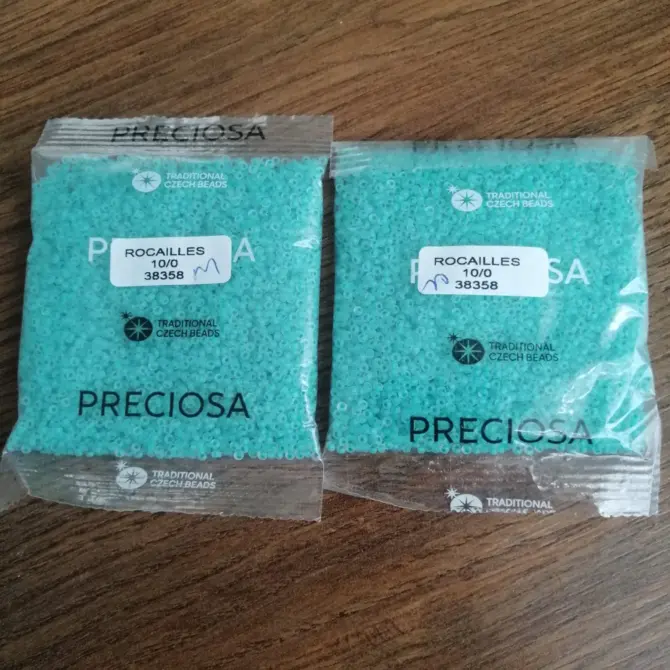 PRECIOSA
TRADITIONAL
CZECH BEADS
P A
ROCAILLES
10/0
38358 m
TRADITIONAL
CZECH BEADS
PRECIOSA
TRADITIONAL
CZECH BEADS
TRADITIONAL
CZECH BEADS
OSA
ROCAILLES
10/0
38358
TRADITIONAL
CZECH BEADS
PRECIOSA
TRADITIONAL